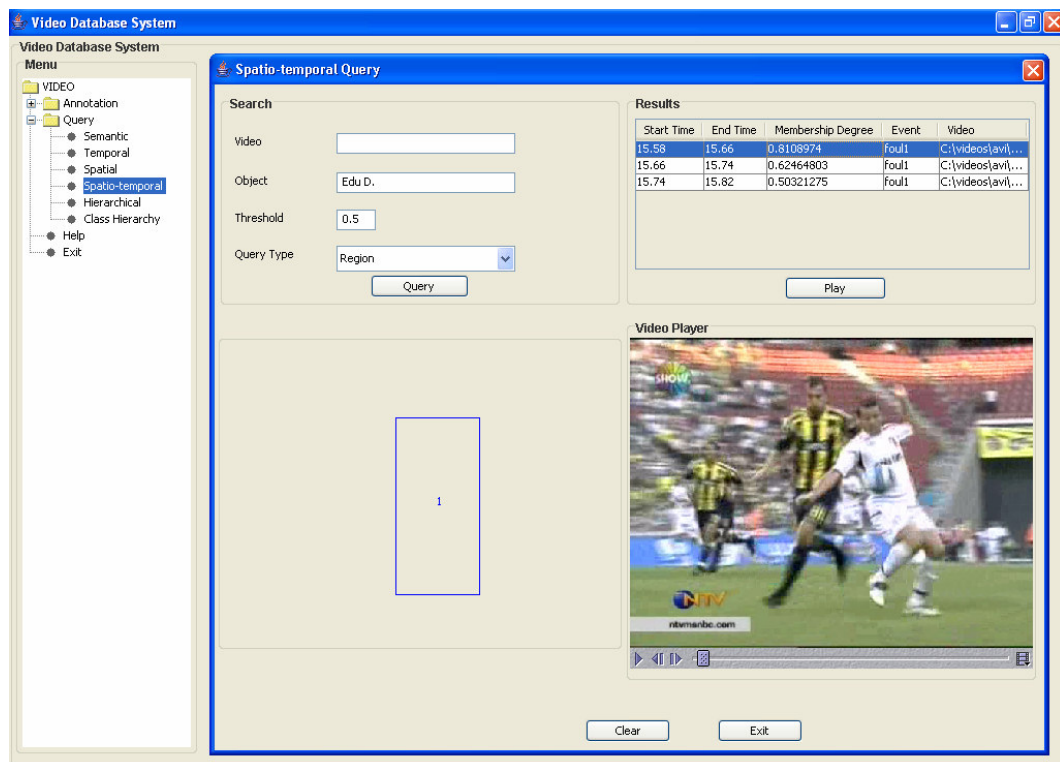 Video Database System
Video Database System
Menu
VIDEO
Annotation
Query
Semantic
Temporal
Spatial
Spatio-temporal
Hierarchical
Class Hierarchy
Help
Exit
Spatio-temporal Query
Search
Video
Object Edu D.
Threshold 0.5
Query Type Region
Query
Results
Start Time End Time Membership Degree Event Video
15.58 15.66 0.8108974 foul1 C:\videos\avi\...
15.66 15.74 0.62464803 foul1 C:\videos\avi\...
15.74 15.82 0.50321275 foul1 C:\videos\avi\...
Play
1
Video Player
SHOW
NTV
ntvmsnbc.com
Clear Exit